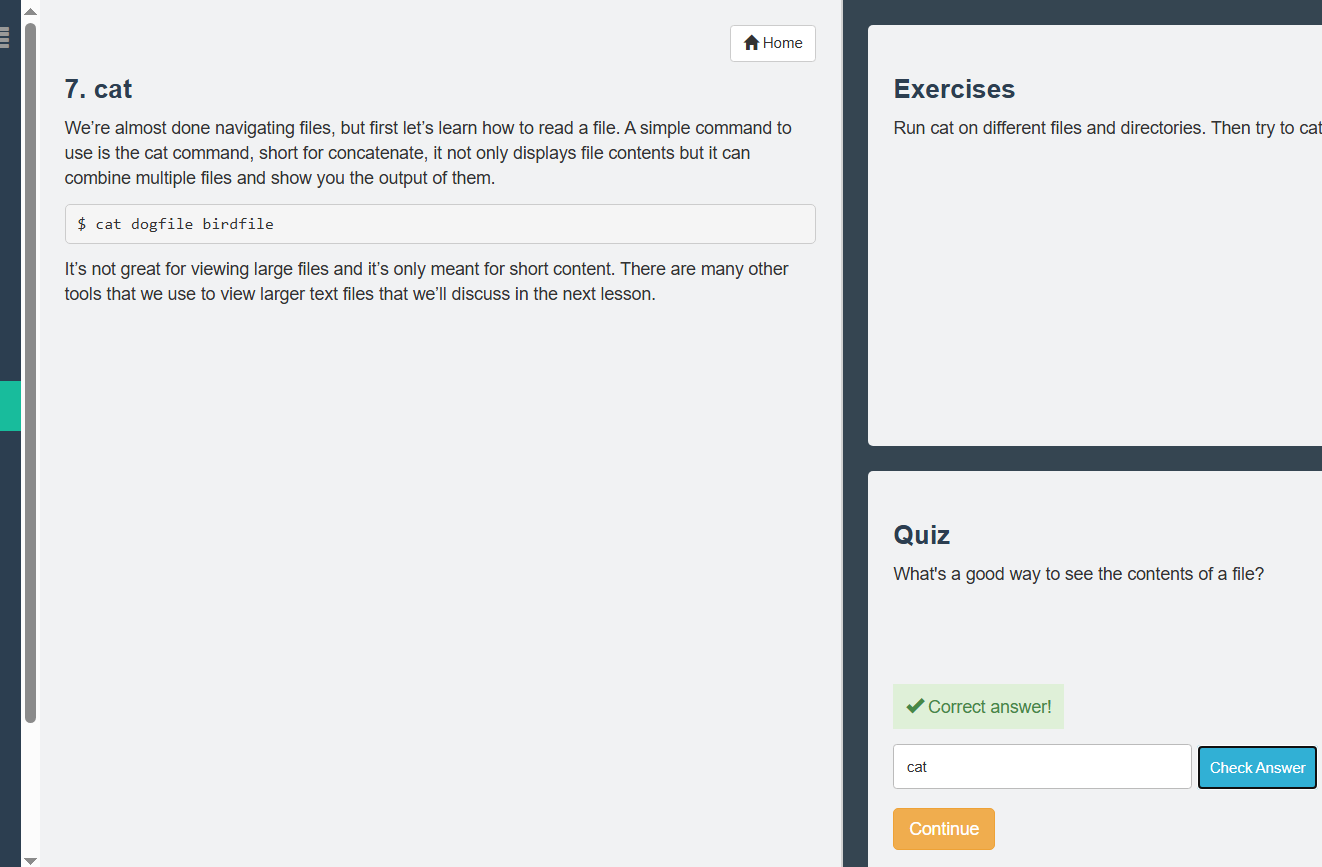 Home
7. cat
We’re almost done navigating files, but first let’s learn how to read a file. A simple command to
use is the cat command, short for concatenate, it not only displays file contents but it can
combine multiple files and show you the output of them.
$ cat dogfile birdfile
It’s not great for viewing large files and it’s only meant for short content. There are many other
tools that we use to view larger text files that we’ll discuss in the next lesson.
Exercises
Run cat on different files and directories. Then try to cat
Quiz
What's a good way to see the contents of a file?
Correct answer!
cat
Check Answer
Continue